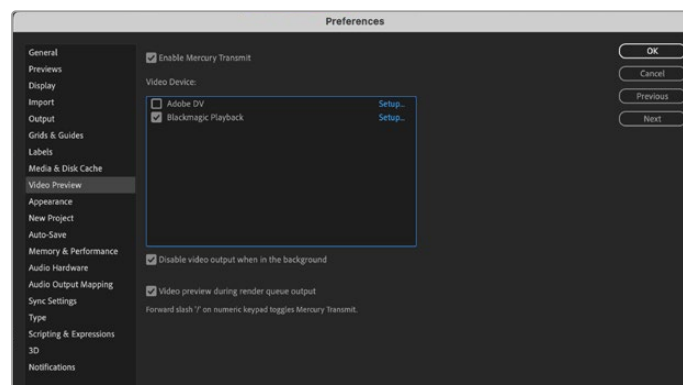 Preferences
General
Previews
Display
Import
Output
Grids & Guides
Labels
Media & Disk Cache
Video Preview
Appearance
New Project
Auto-Save
Memory & Performance
Audio Hardware
Audio Output Mapping
Sync Settings
Type
Scripting & Expressions
3D
Notifications
Enable Mercury Transmit
Video Device:
Adobe DV Setup...
Blackmagic Playback Setup...
Disable video output when in the background
Video preview during render queue output
Forward slash '/' on numeric keypad toggles Mercury Transmit.
OK
Cancel
Previous
Next